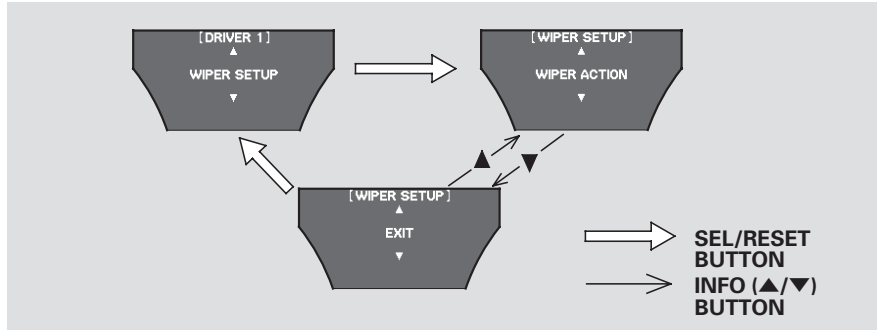 [DRIVER 1]
▲
WIPER SETUP
▼
[WIPER SETUP]
▲
WIPER ACTION
▼
▲
▼
[WIPER SETUP]
▲
EXIT
▼
SEL/RESET
BUTTON
INFO (▲/▼)
BUTTON